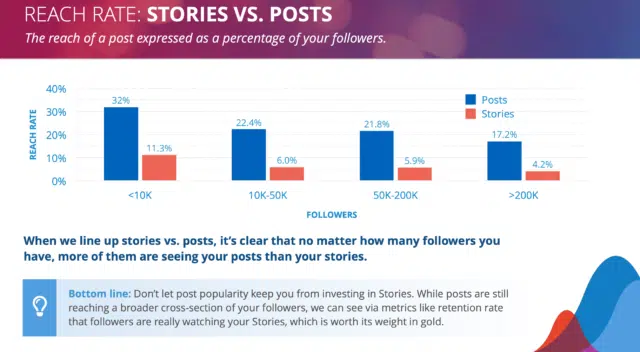 REACH RATE: STORIES VS. POSTS
The reach of a post expressed as a percentage of your followers.
40%
30%
20%
10%
0%
REACH RATE
32%
11.3%
22.4%
6.0%
21.8%
5.9%
17.2%
4.2%
Posts
Stories
<10K
10K-50K
50K-200K
>200K
FOLLOWERS
When we line up stories vs. posts, it's clear that no matter how many followers you
have, more of them are seeing your posts than your stories.
Bottom line: Don't let post popularity keep you from investing in Stories. While posts are still
reaching a broader cross-section of your followers, we can see via metrics like retention rate
that followers are really watching your Stories, which is worth its weight in gold.